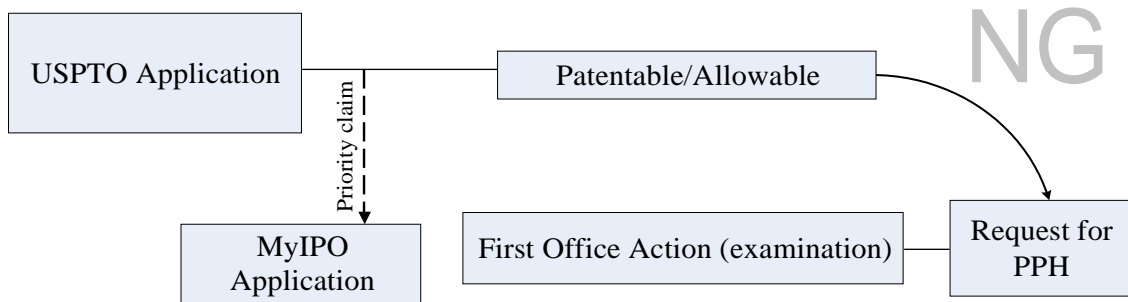 NG
USPTO Application
Patentable/Allowable
Priority claim
MyIPO
Application
First Office Action (examination)
Request for
PPH